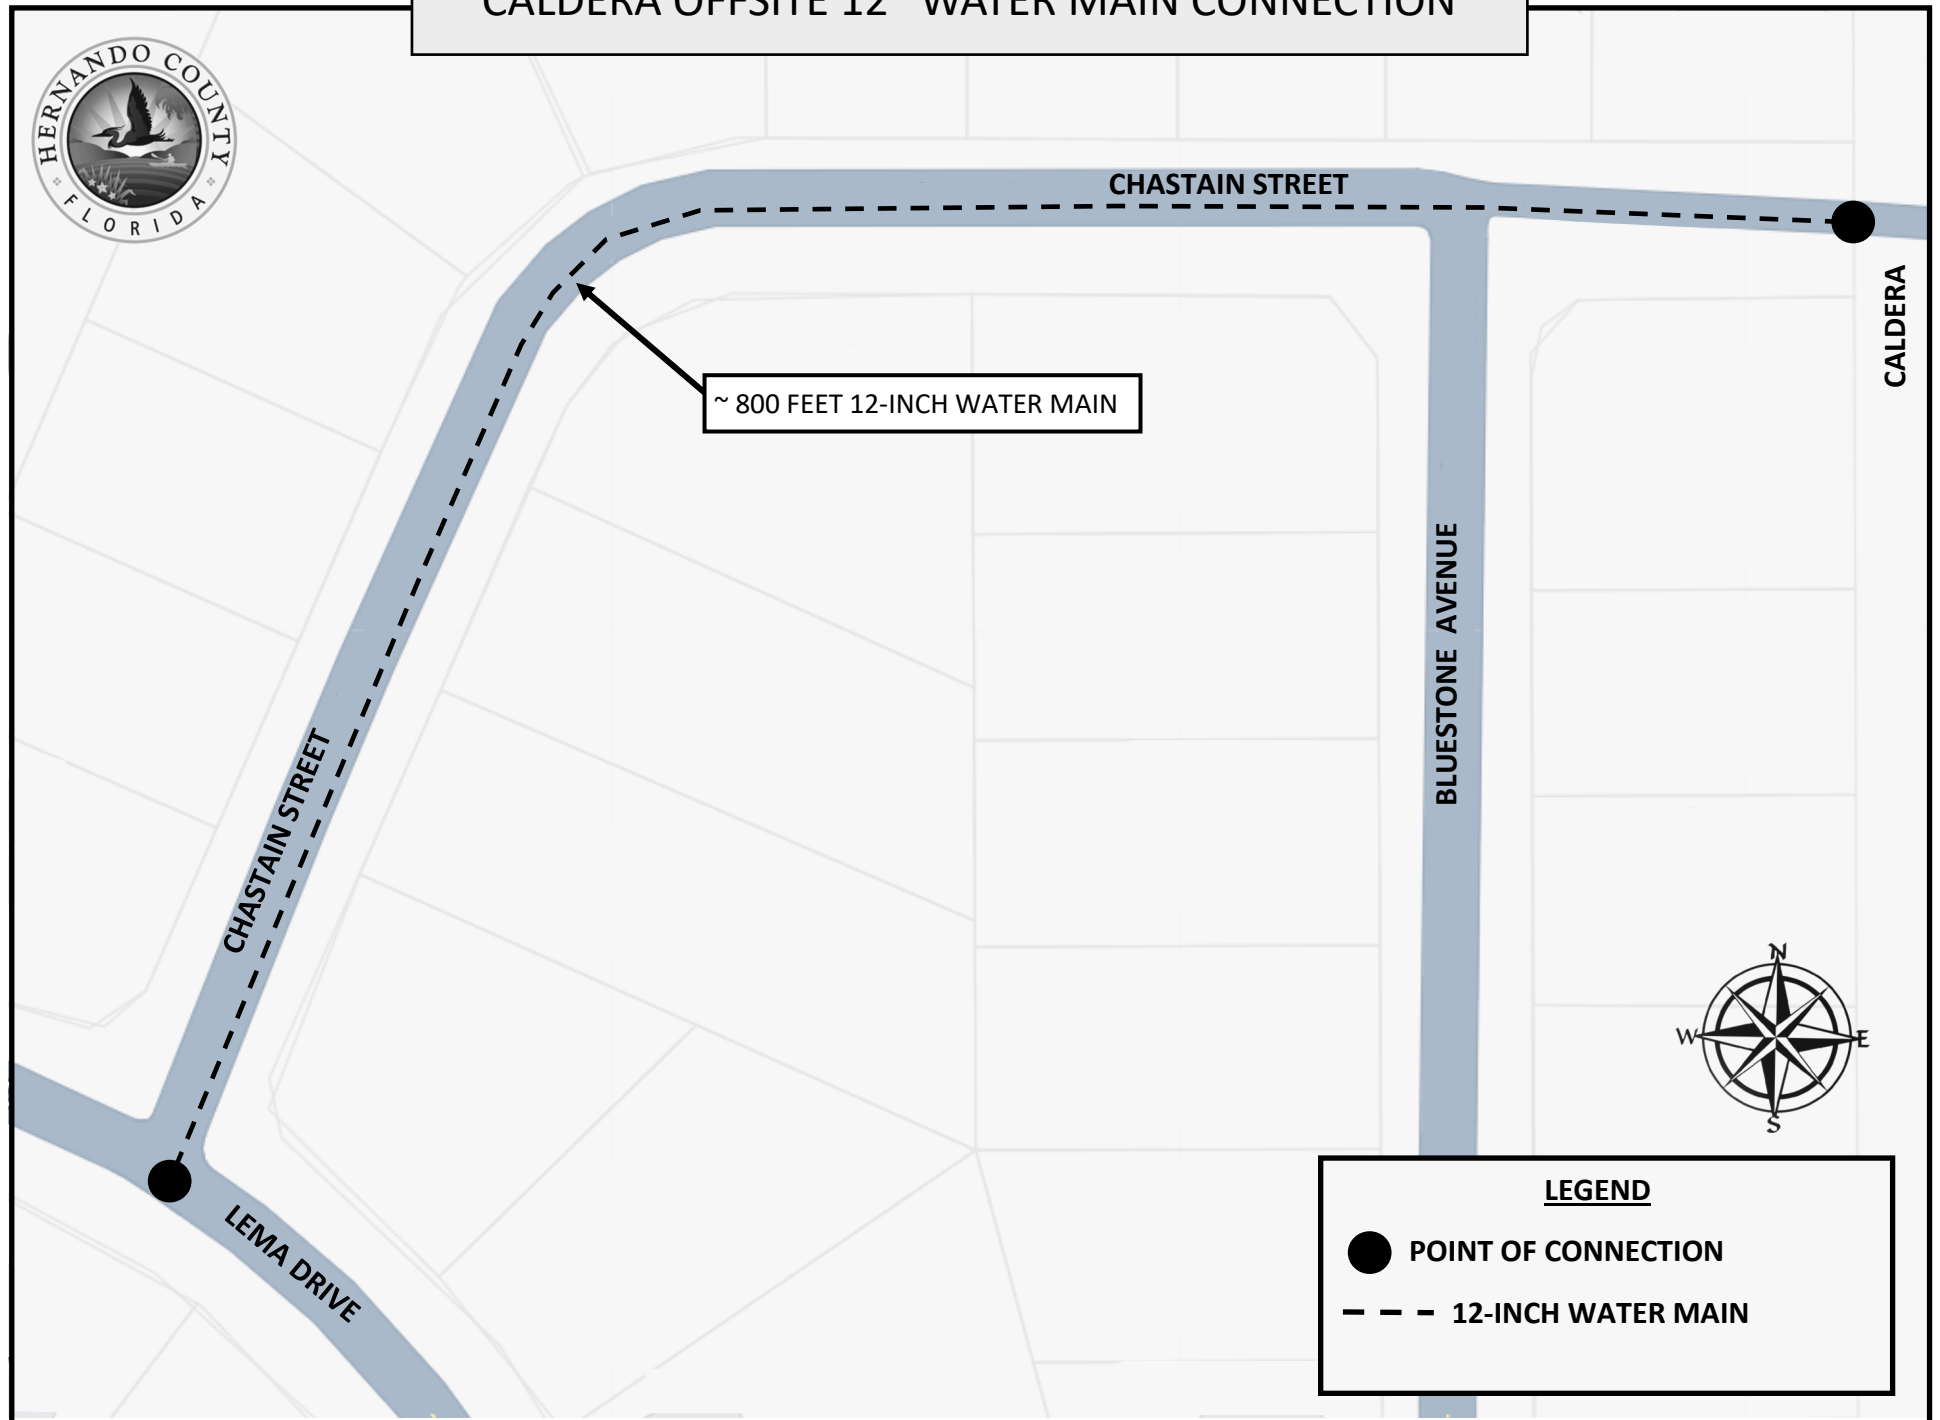 CALDERA OFFSITE 12" WATER MAIN CONNECTION
HERNANDO COUNTY
FLORIDA
CHASTAIN STREET
CALDERA
~ 800 FEET 12-INCH WATER MAIN
BLUESTONE AVENUE
CHASTAIN STREET
N
W
E
S
LEMA DRIVE
LEGEND
POINT OF CONNECTION
12-INCH WATER MAIN